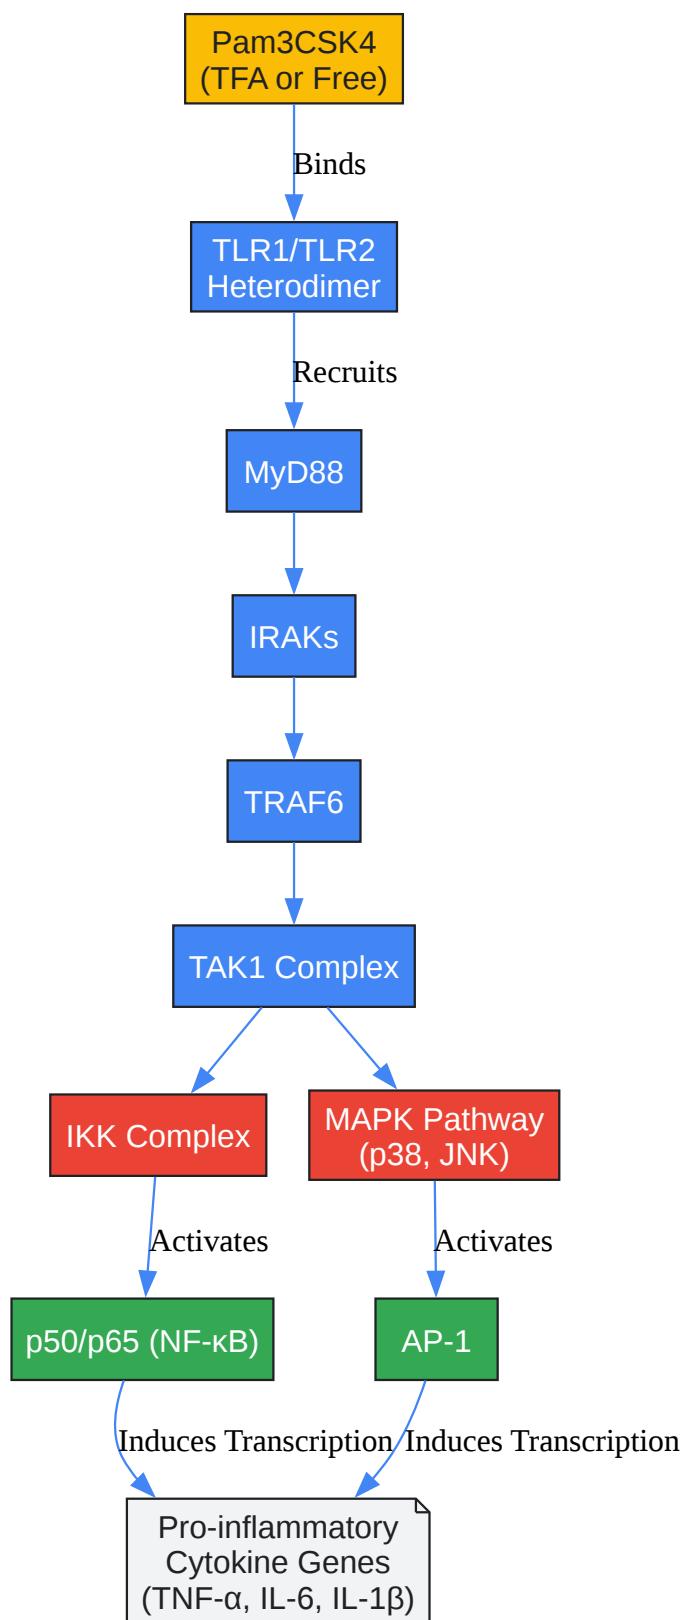 Pam3CSK4
(TFA or Free)
Binds
TLR1/TLR2
Heterodimer
Recruits
MyD88
IRAKs
TRAF6
TAK1 Complex
IKK Complex
MAPK Pathway
(p38, JNK)
Activates
Activates
p50/p65 (NF-κB)
AP-1
Induces Transcription
Induces Transcription
Pro-inflammatory
Cytokine Genes
(TNF-α, IL-6, IL-1β)